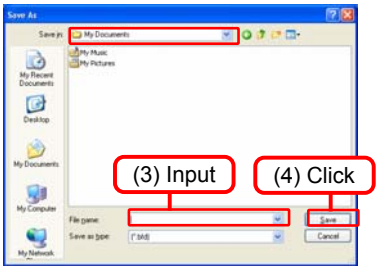 Save As
Save in:
My Documents
My Music
My Pictures
My Recent
Documents
Desktop
My Documents
My Computer
My Network
(3) Input
(4) Click
File name:
Save
Save as type:
Cancel